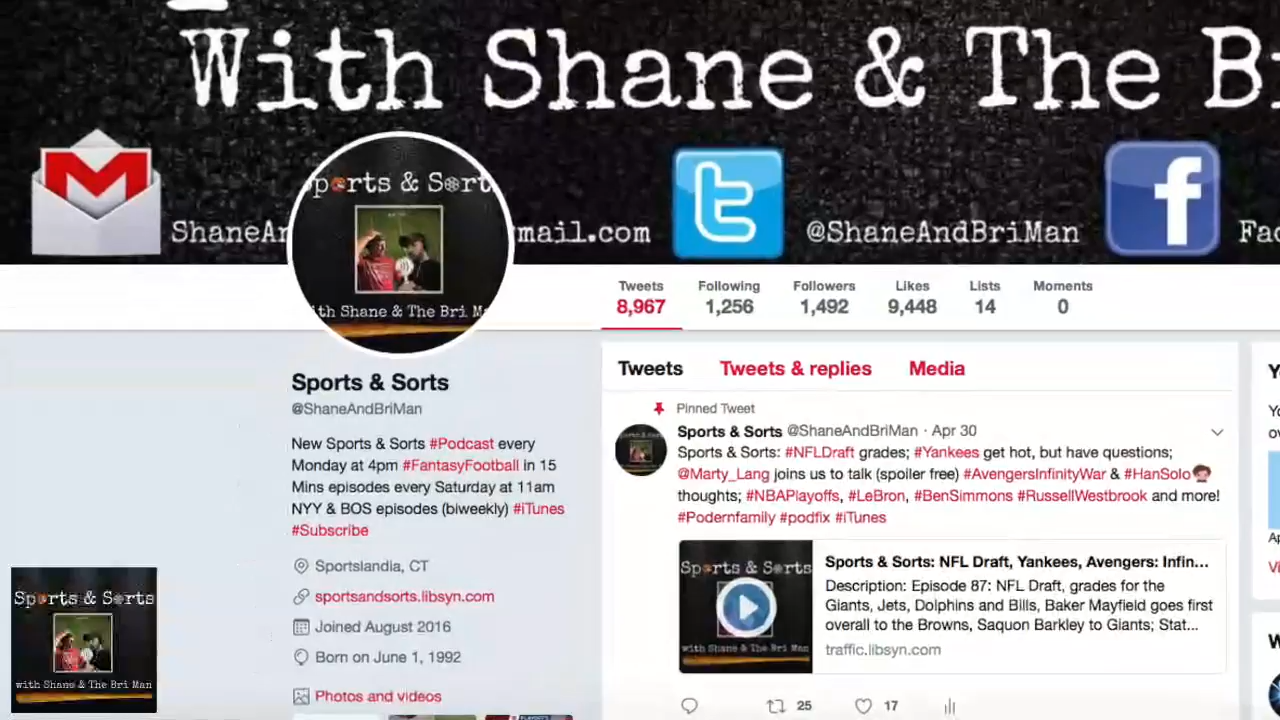 With Shane & The
@ShaneAndBriMan
mail.com
Sports & Sorts
With Shane & The Bri Ma
Tweets Following Followers Likes Lists Moments
8,967 1,256 1,492 9,448 14 0
Sports & Sorts
@ShaneAndBriMan
New Sports & Sorts #Podcast every
Monday at 4pm #FantasyFootball in 15
Mins episodes every Saturday at 11am
NYY & BOS episodes (biweekly) #iTunes
#Subscribe
Sportslandia, CT
sportsandsorts.libsyn.com
Joined August 2016
Born on June 1, 1992
Photos and videos
Tweets Tweets & replies Media
Pinned Tweet
Sports & Sorts @ShaneAndBriMan · Apr 30
Sports & Sorts: #NFLDraft grades; #Yankees get hot, but have questions;
@Marty_Lang joins us to talk (spoiler free) #AvengersInfinityWar & #HanSolo
thoughts; #NBAPlayoffs, #LeBron, #BenSimmons #RussellWestbrook and more!
#Podernfamily #podfix #iTunes
Sports & Sorts
with Shane & The Bri Man
Sports & Sorts: NFL Draft, Yankees, Avengers: Infin...
Description: Episode 87: NFL Draft, grades for the
Giants, Jets, Dolphins and Bills, Baker Mayfield goes first
overall to the Browns, Saquon Barkley to Giants; Stat...
traffic.libsyn.com
25 17
Sports & Sorts
with Shane & The Bri Man